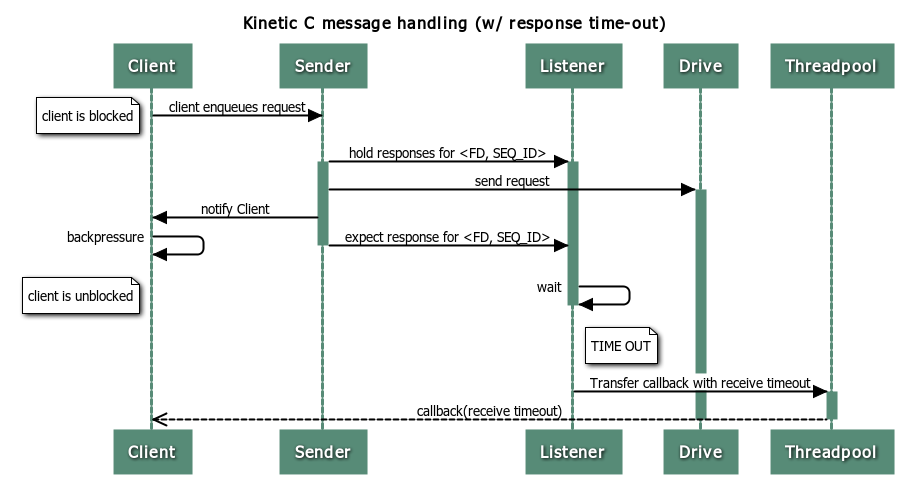 Kinetic C message handling (w/ response time-out)
Client
Sender
Listener
Drive
Threadpool
client is blocked
client enqueues request
hold responses for <FD, SEQ_ID>
send request
notify Client
backpressure
expect response for <FD, SEQ_ID>
client is unblocked
wait
TIME OUT
Transfer callback with receive timeout
callback(receive timeout)
Client
Sender
Listener
Drive
Threadpool